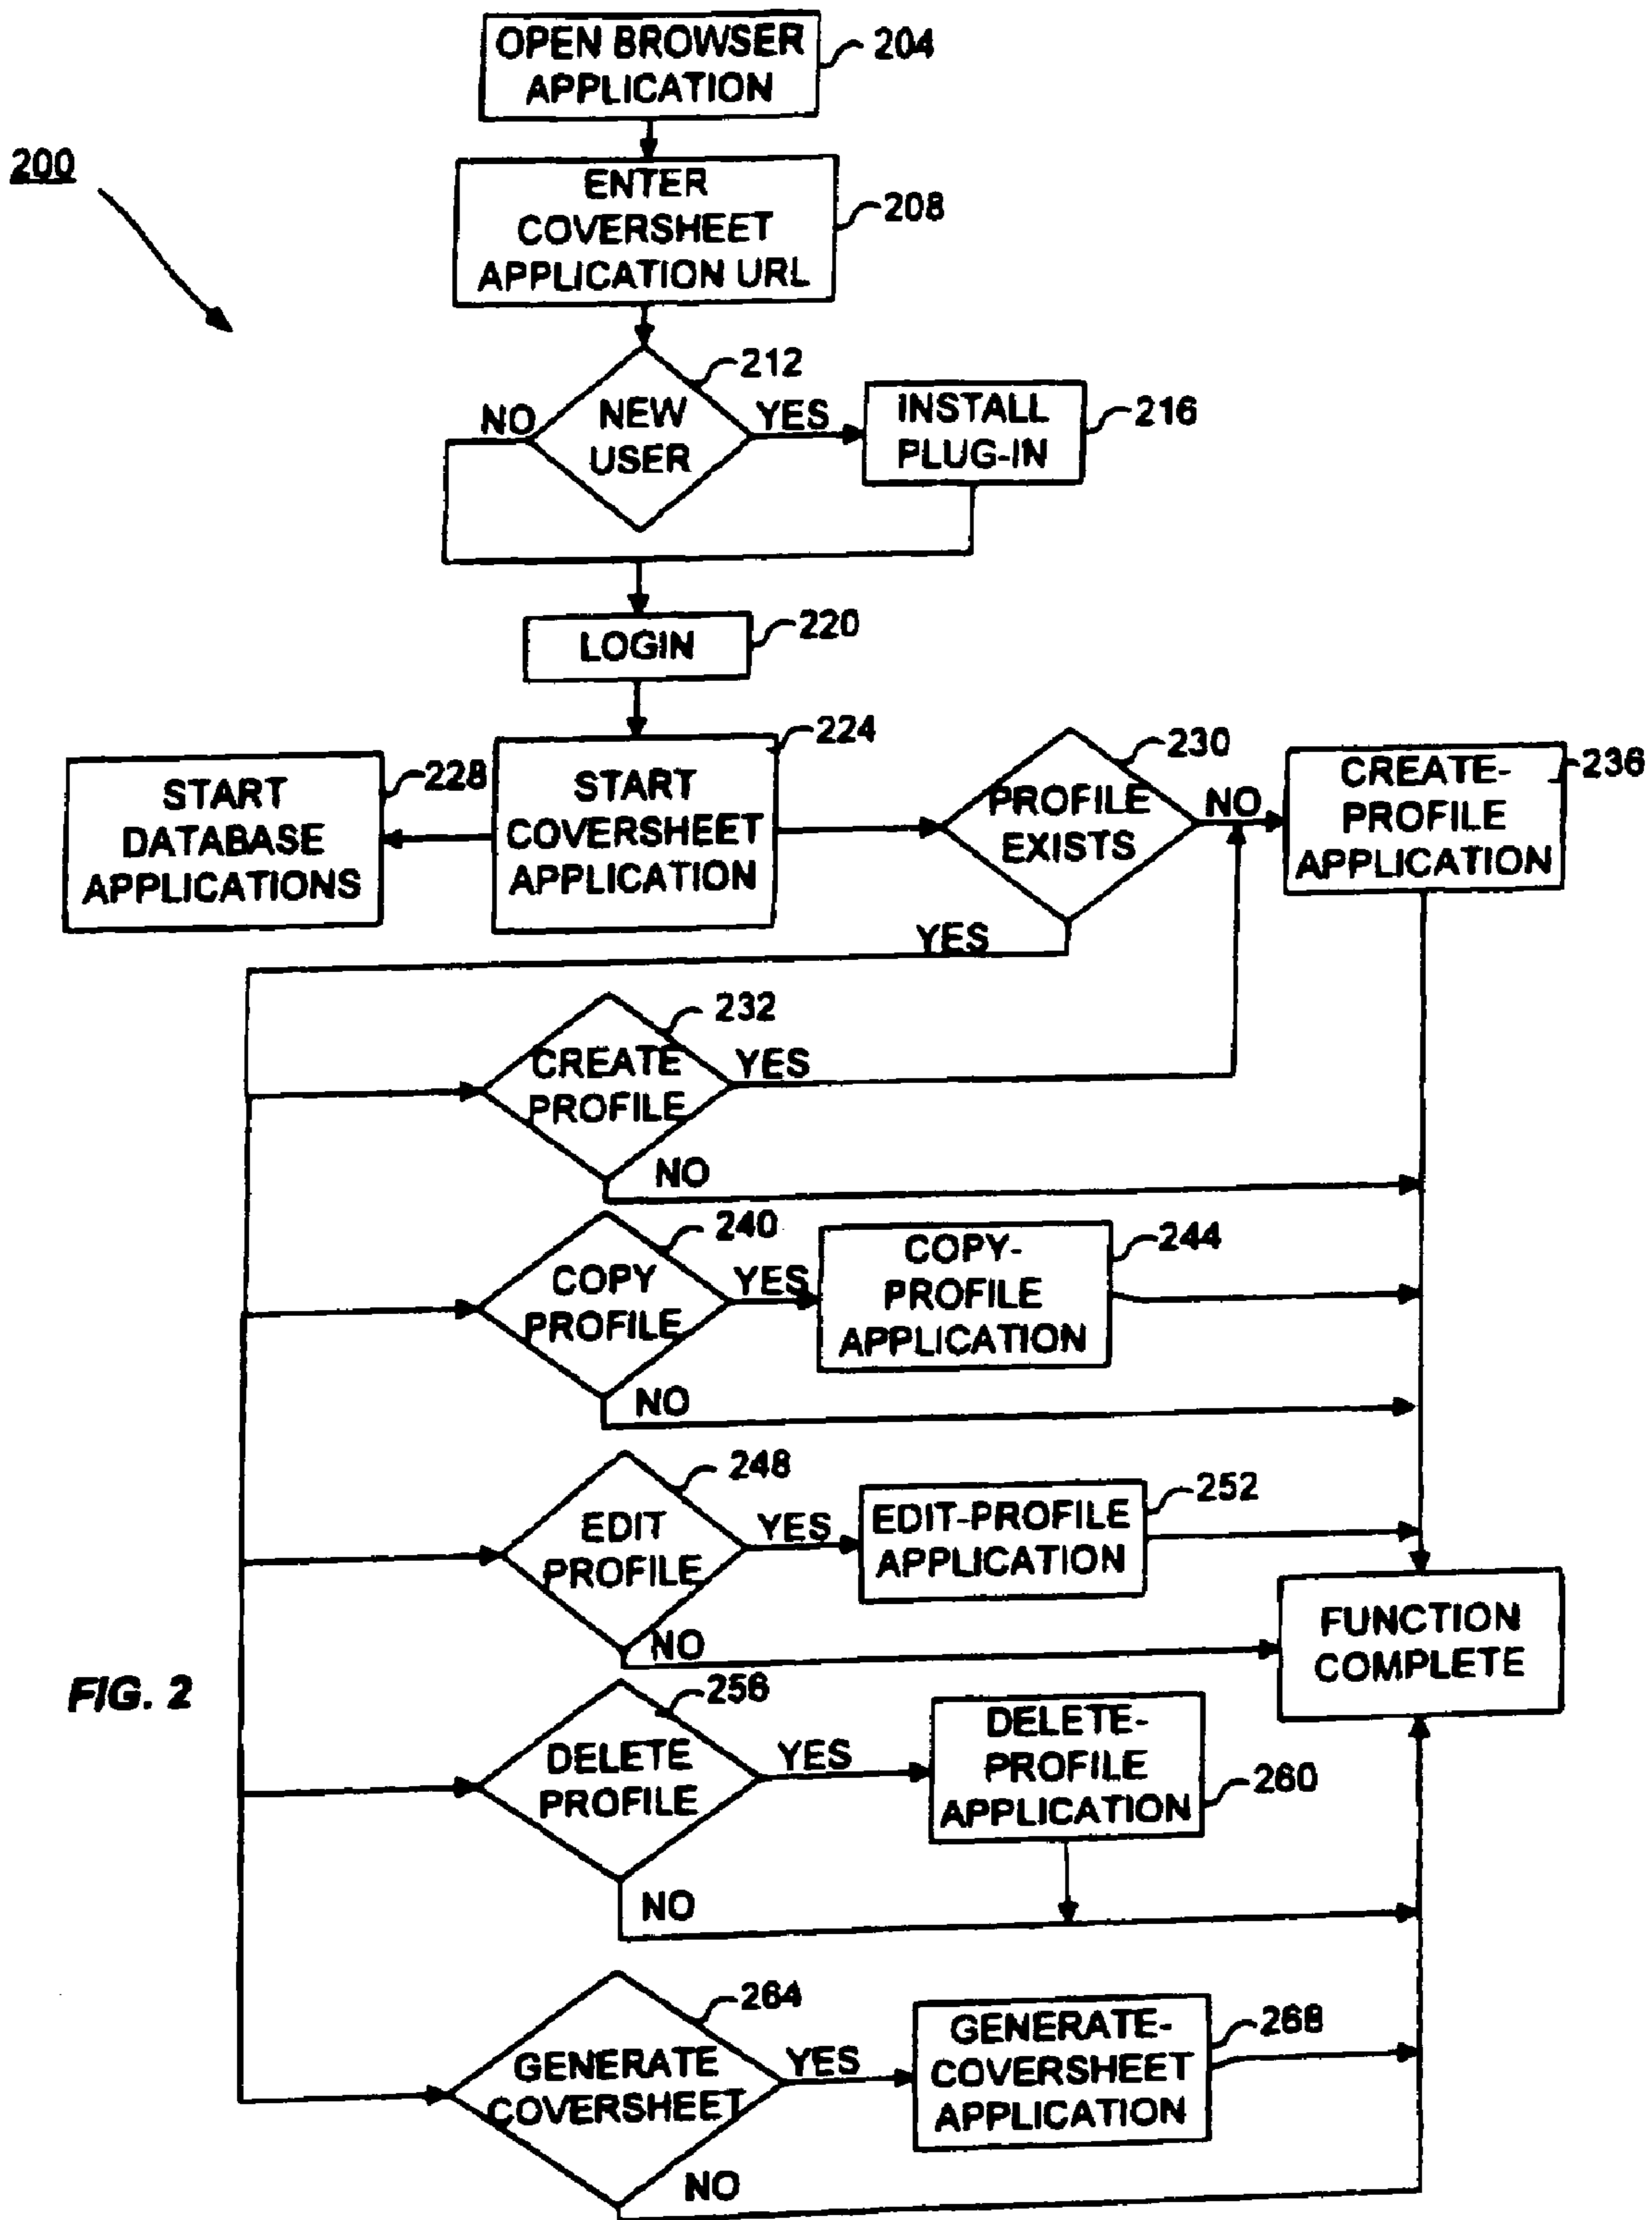 OPEN BROWSER
APPLICATION
204
200
ENTER
COVERSHEET
APPLICATION URL
208
212
NEW
USER
NO
YES
INSTALL
PLUG-IN
216
LOGIN
220
START
DATABASE
APPLICATIONS
228
START
COVERSHEET
APPLICATION
224
PROFILE
EXISTS
230
NO
CREATE-
PROFILE
APPLICATION
236
YES
232
CREATE
PROFILE
YES
NO
240
COPY
PROFILE
YES
COPY-
PROFILE
APPLICATION
244
NO
248
EDIT
PROFILE
YES
EDIT-PROFILE
APPLICATION
252
NO
FUNCTION
COMPLETE
FIG. 2
256
DELETE
PROFILE
YES
DELETE-
PROFILE
APPLICATION
260
NO
264
GENERATE
COVERSHEET
YES
GENERATE-
COVERSHEET
APPLICATION
268
NO